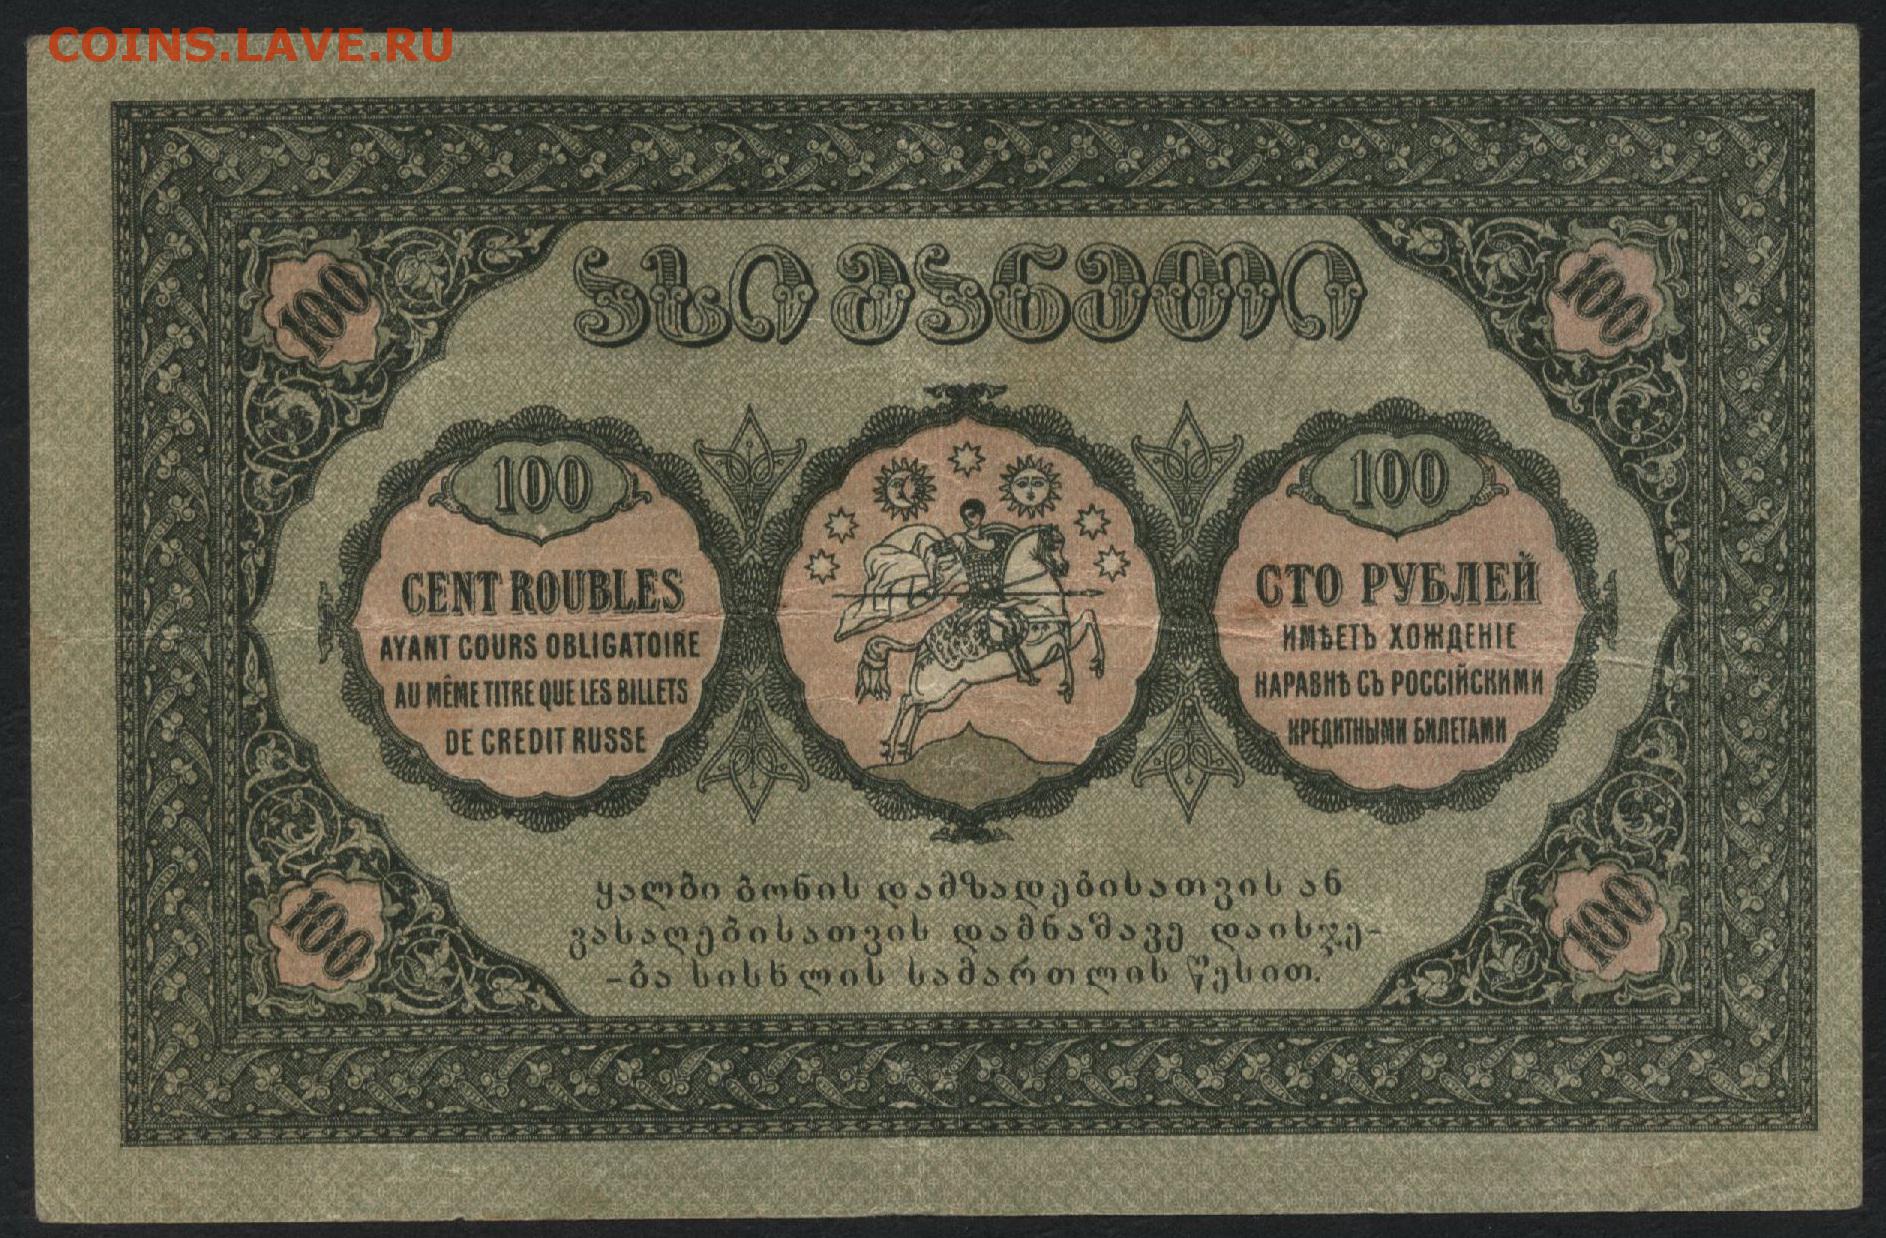 COINS.LAVE.RU
ასი მანეთი
100
100
100
CENT ROUBLES
AYANT COURS OBLIGATOIRE
AU MÊME TITRE QUE LES BILLETS
DE CREDIT RUSSE
100
СТО РУБЛЕЙ
ИМѢЕТЪ ХОЖДЕНІЕ
НАРАВНѢ СЪ РОССІЙСКИМИ
КРЕДИТНЫМИ БИЛЕТАМИ
ყალბი ბონის დამზადებისათვის ან
გასაღებისათვის დამნაშავე დაისჯე-
-ბა სისხლის სამართლის წესით.
100
100